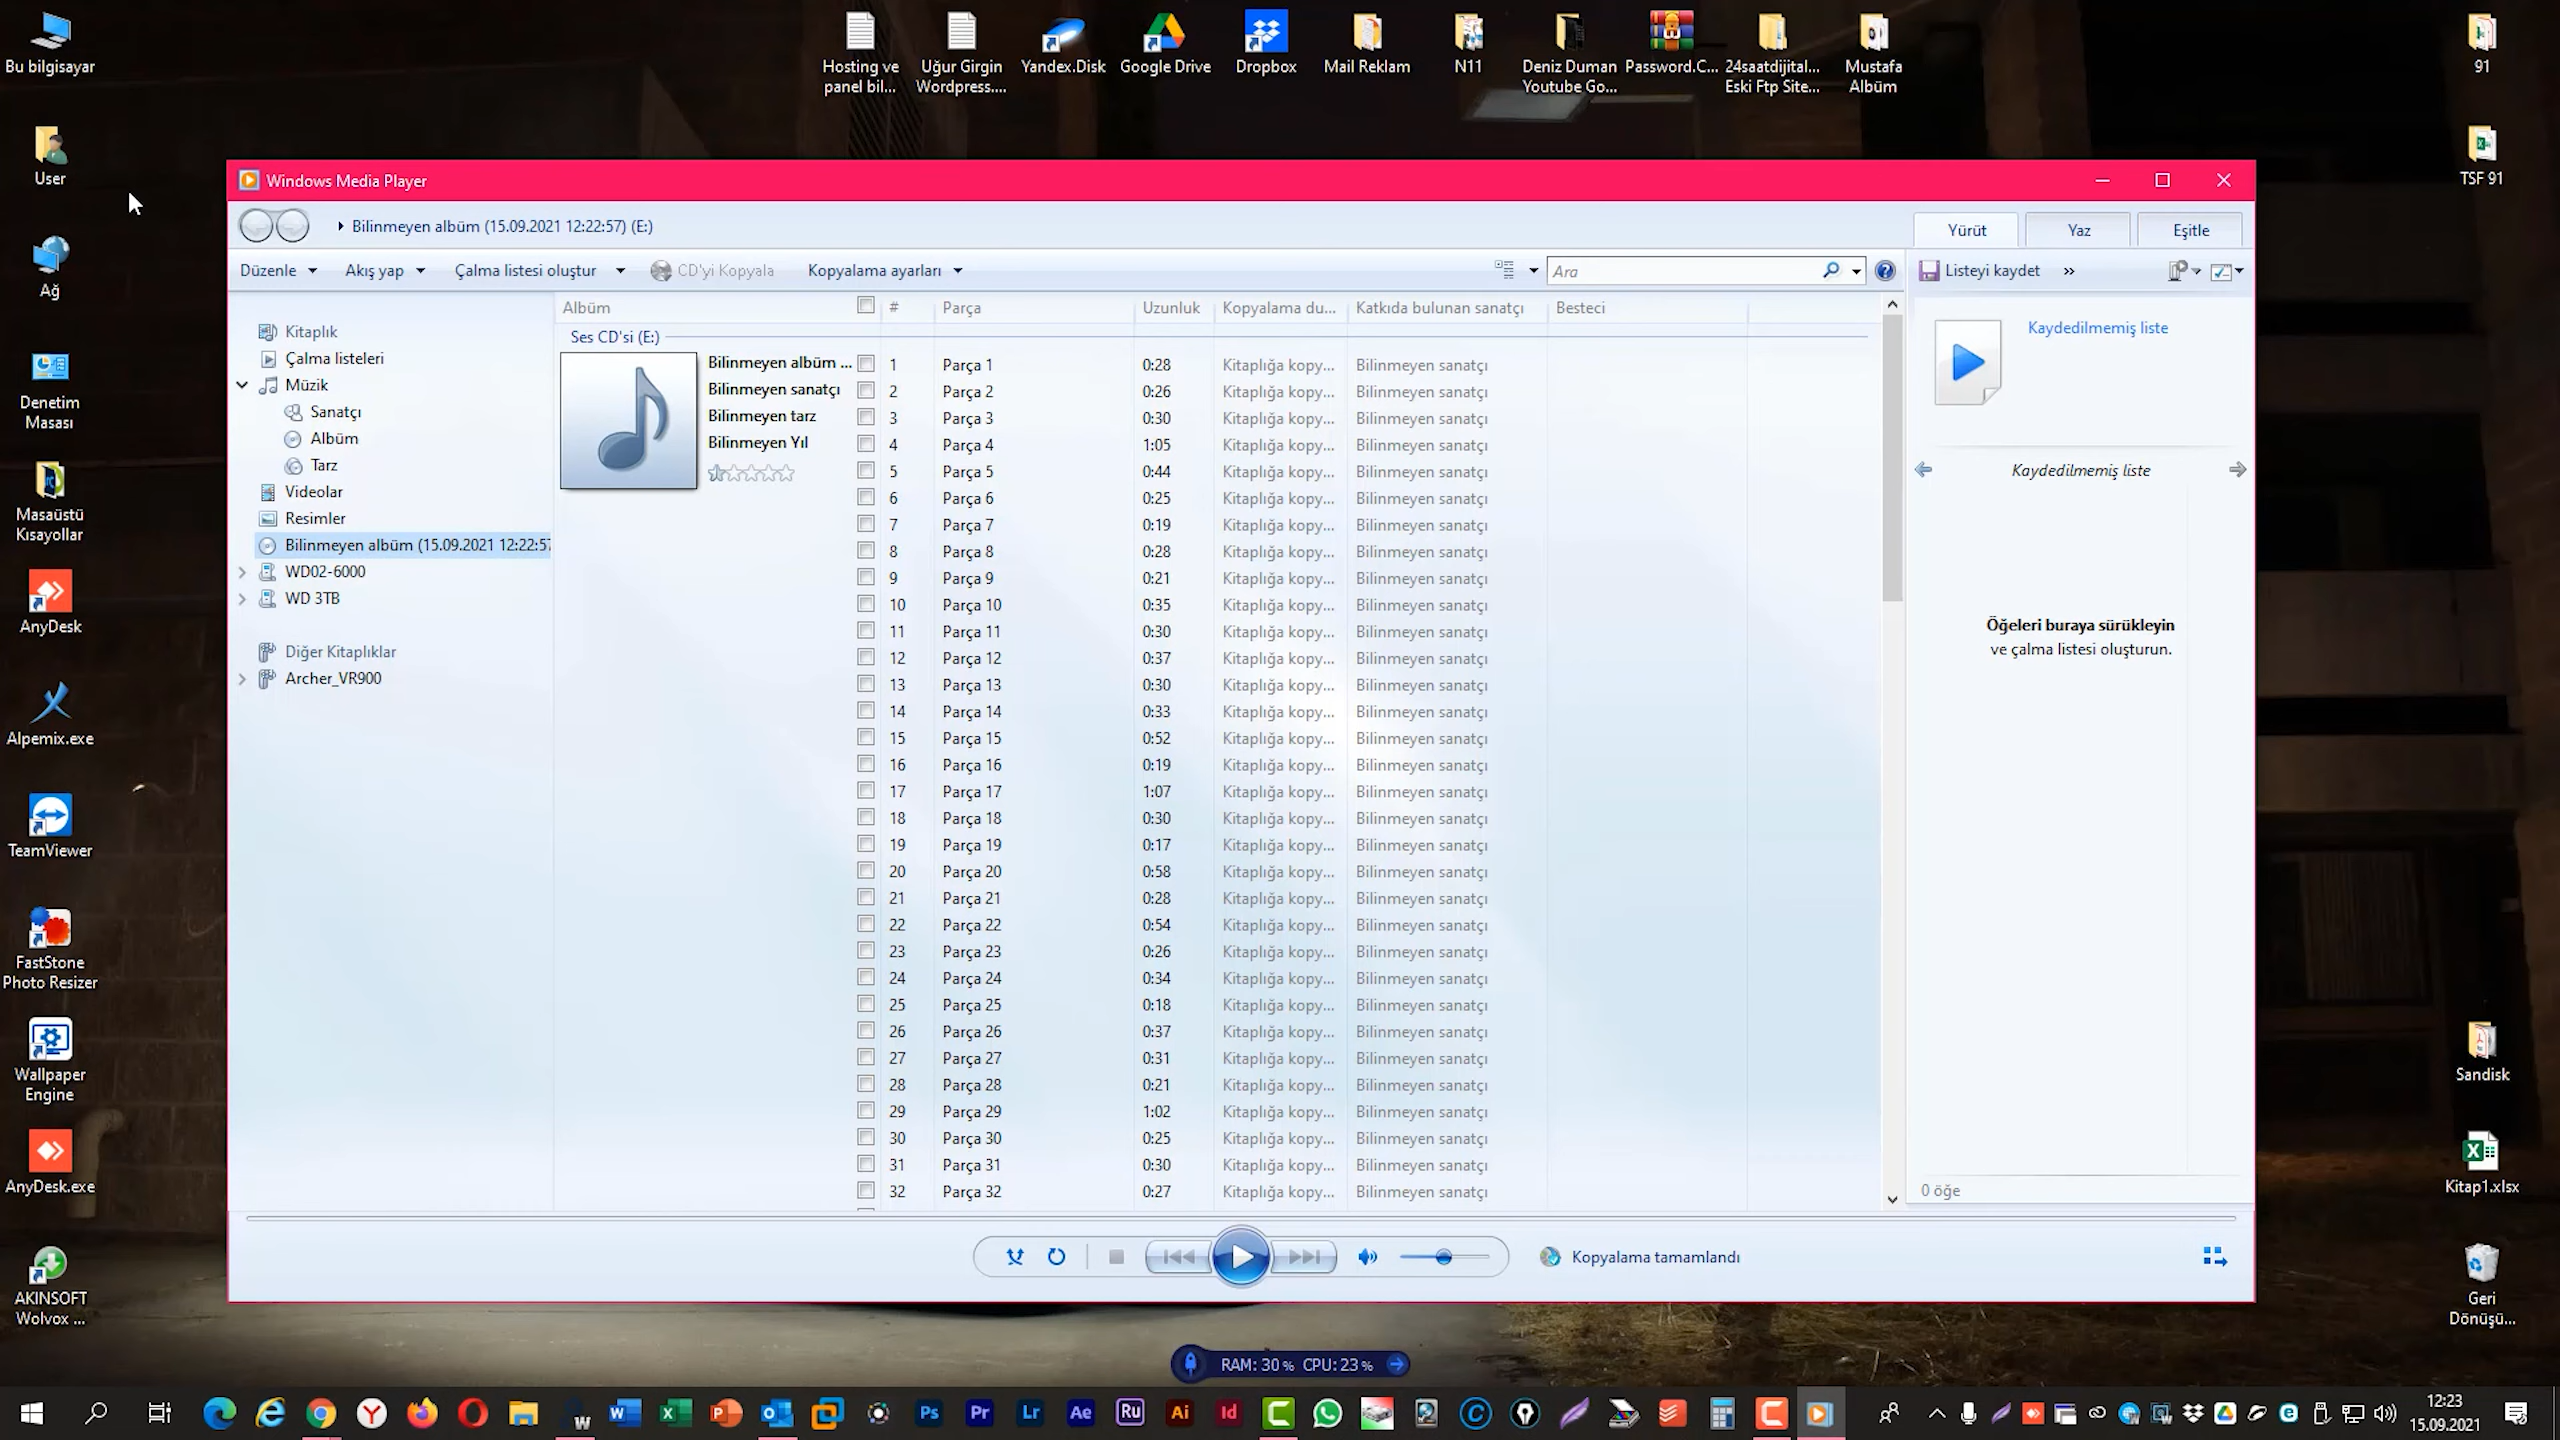 Bu bilgisayar
User
Ağ
Denetim
Masası
Masaüstü
Kısayollar
AnyDesk
Alpemix.exe
TeamViewer
FastStone
Photo Resizer
Wallpaper
Engine
AnyDesk.exe
AKINSOFT
Wolvox ...
Hosting ve
panel bil...
Uğur Girgin
Wordpress....
Yandex.Disk
Google Drive
Dropbox
Mail Reklam
N11
Deniz Duman
Youtube Go...
Password.C...
24saatdijital...
Eski Ftp Site...
Mustafa
Albüm
91
TSF 91
Sandisk
Kitap1.xlsx
Geri
Dönüşü...
Windows Media Player
Bilinmeyen albüm (15.09.2021 12:22:57) (E:)
Yürüt Yaz Eşitle
Düzenle Akış yap Çalma listesi oluştur CD'yi Kopyala Kopyalama ayarları Ara Listeyi kaydet »
Kitaplık
Çalma listeleri
Müzik
Sanatçı
Albüm
Tarz
Videolar
Resimler
Bilinmeyen albüm (15.09.2021 12:22:57
WD02-6000
WD 3TB
Diğer Kitaplıklar
Archer_VR900
Albüm # Parça Uzunluk Kopyalama du... Katkıda bulunan sanatçı Besteci
Ses CD'si (E:)
Bilinmeyen albüm ...
Bilinmeyen sanatçı
Bilinmeyen tarz
Bilinmeyen Yıl
1 Parça 1 0:28 Kitaplığa kopy... Bilinmeyen sanatçı
2 Parça 2 0:26 Kitaplığa kopy... Bilinmeyen sanatçı
3 Parça 3 0:30 Kitaplığa kopy... Bilinmeyen sanatçı
4 Parça 4 1:05 Kitaplığa kopy... Bilinmeyen sanatçı
5 Parça 5 0:44 Kitaplığa kopy... Bilinmeyen sanatçı
6 Parça 6 0:25 Kitaplığa kopy... Bilinmeyen sanatçı
7 Parça 7 0:19 Kitaplığa kopy... Bilinmeyen sanatçı
8 Parça 8 0:28 Kitaplığa kopy... Bilinmeyen sanatçı
9 Parça 9 0:21 Kitaplığa kopy... Bilinmeyen sanatçı
10 Parça 10 0:35 Kitaplığa kopy... Bilinmeyen sanatçı
11 Parça 11 0:30 Kitaplığa kopy... Bilinmeyen sanatçı
12 Parça 12 0:37 Kitaplığa kopy... Bilinmeyen sanatçı
13 Parça 13 0:30 Kitaplığa kopy... Bilinmeyen sanatçı
14 Parça 14 0:33 Kitaplığa kopy... Bilinmeyen sanatçı
15 Parça 15 0:52 Kitaplığa kopy... Bilinmeyen sanatçı
16 Parça 16 0:19 Kitaplığa kopy... Bilinmeyen sanatçı
17 Parça 17 1:07 Kitaplığa kopy... Bilinmeyen sanatçı
18 Parça 18 0:30 Kitaplığa kopy... Bilinmeyen sanatçı
19 Parça 19 0:17 Kitaplığa kopy... Bilinmeyen sanatçı
20 Parça 20 0:58 Kitaplığa kopy... Bilinmeyen sanatçı
21 Parça 21 0:28 Kitaplığa kopy... Bilinmeyen sanatçı
22 Parça 22 0:54 Kitaplığa kopy... Bilinmeyen sanatçı
23 Parça 23 0:26 Kitaplığa kopy... Bilinmeyen sanatçı
24 Parça 24 0:34 Kitaplığa kopy... Bilinmeyen sanatçı
25 Parça 25 0:18 Kitaplığa kopy... Bilinmeyen sanatçı
26 Parça 26 0:37 Kitaplığa kopy... Bilinmeyen sanatçı
27 Parça 27 0:31 Kitaplığa kopy... Bilinmeyen sanatçı
28 Parça 28 0:21 Kitaplığa kopy... Bilinmeyen sanatçı
29 Parça 29 1:02 Kitaplığa kopy... Bilinmeyen sanatçı
30 Parça 30 0:25 Kitaplığa kopy... Bilinmeyen sanatçı
31 Parça 31 0:30 Kitaplığa kopy... Bilinmeyen sanatçı
32 Parça 32 0:27 Kitaplığa kopy... Bilinmeyen sanatçı
Kaydedilmemiş liste
Kaydedilmemiş liste
Öğeleri buraya sürükleyin
ve çalma listesi oluşturun.
0 öğe
Kopyalama tamamlandı
RAM: 30 % CPU: 23 %
Ps Pr Lr Ae Ru Ai Id
12:23
15.09.2021